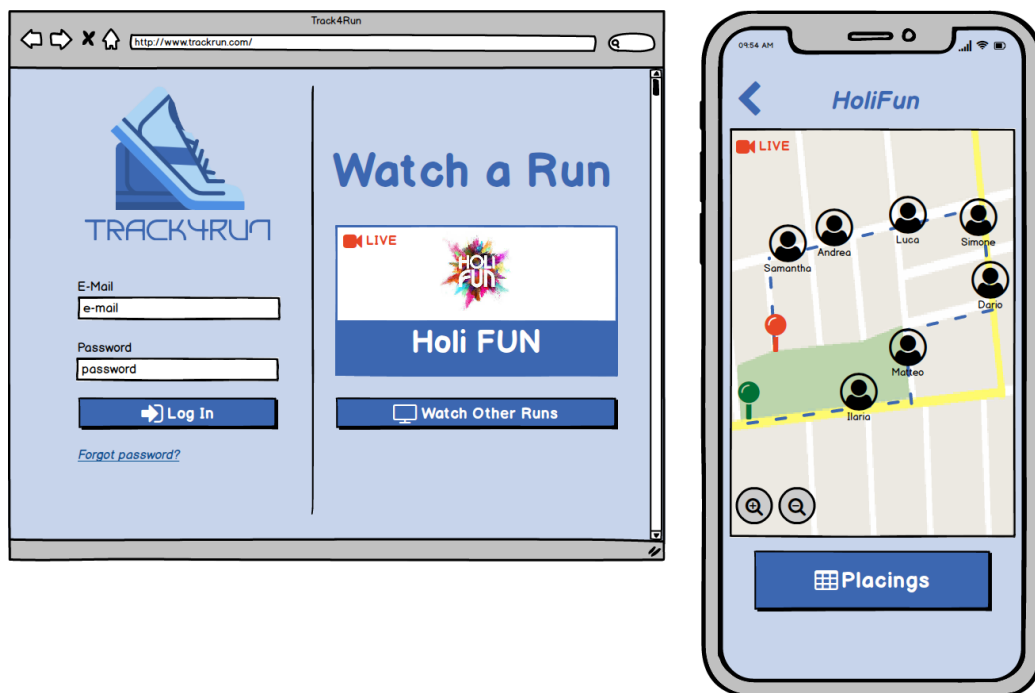 Track4Run
http://www.trackrun.com/
TRACK4RUN
E-Mail
e-mail
Password
password
Log In
Forgot password?
Watch a Run
LIVE
HOLI
FUN
Holi FUN
Watch Other Runs
09:54 AM
HoliFun
LIVE
Luca
Simone
Andrea
Samantha
Dario
Matteo
Ilaria
Placings